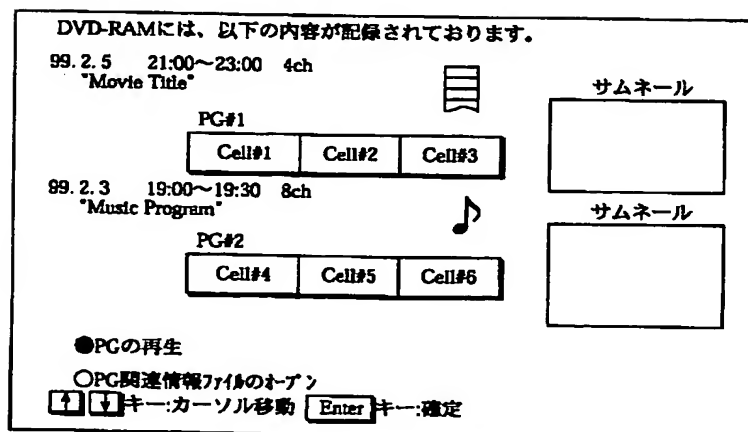 DVD-RAMには、以下の内容が記録されております。
99. 2. 5 21:00〜23:00 4ch
"Movie Title"
サムネール
PG#1
Cell#1 Cell#2 Cell#3
99. 2. 3 19:00〜19:30 8ch
"Music Program"
サムネール
PG#2
Cell#4 Cell#5 Cell#6
●PGの再生
○PG関連情報ファイルのオープン
↑ ↓ キー:カーソル移動 Enter キー:確定